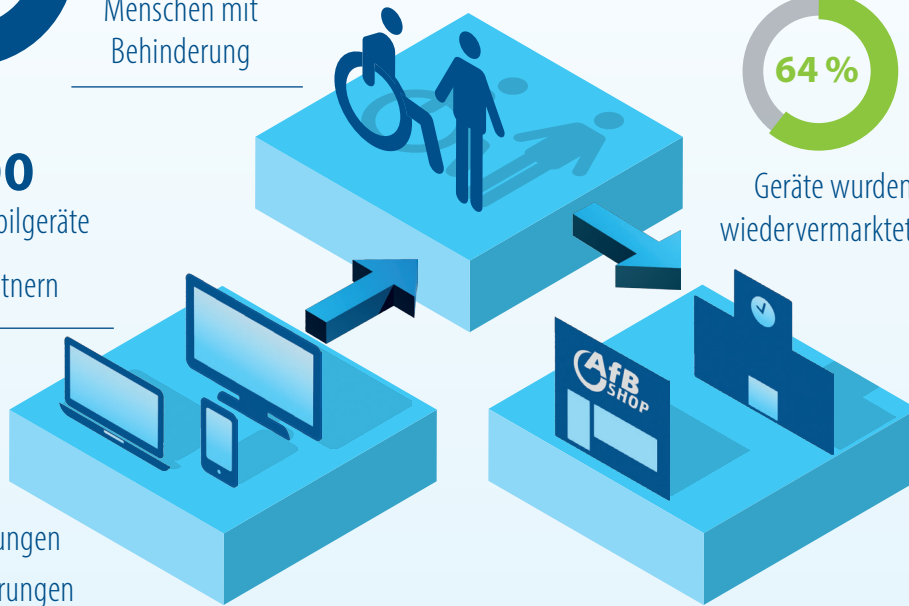 Menschen mit
Behinderung
64 %
Geräte wurden
wiedervermarktet
AfB
SHOP